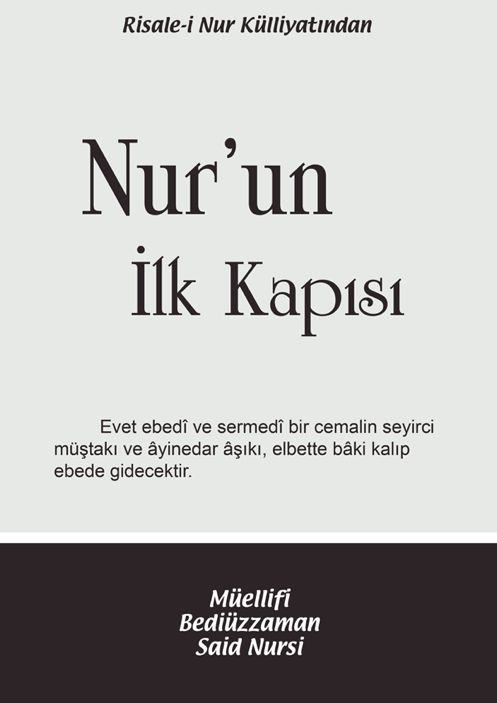 Risale-i Nur Külliyatından
Nur'un
İlk Kapısı
Evet ebedî ve sermedî bir cemalin seyirci
müştakı ve âyinedar âşıkı, elbette bâki kalıp
ebede gidecektir.
Müellifi
Bediüzzaman
Said Nursi